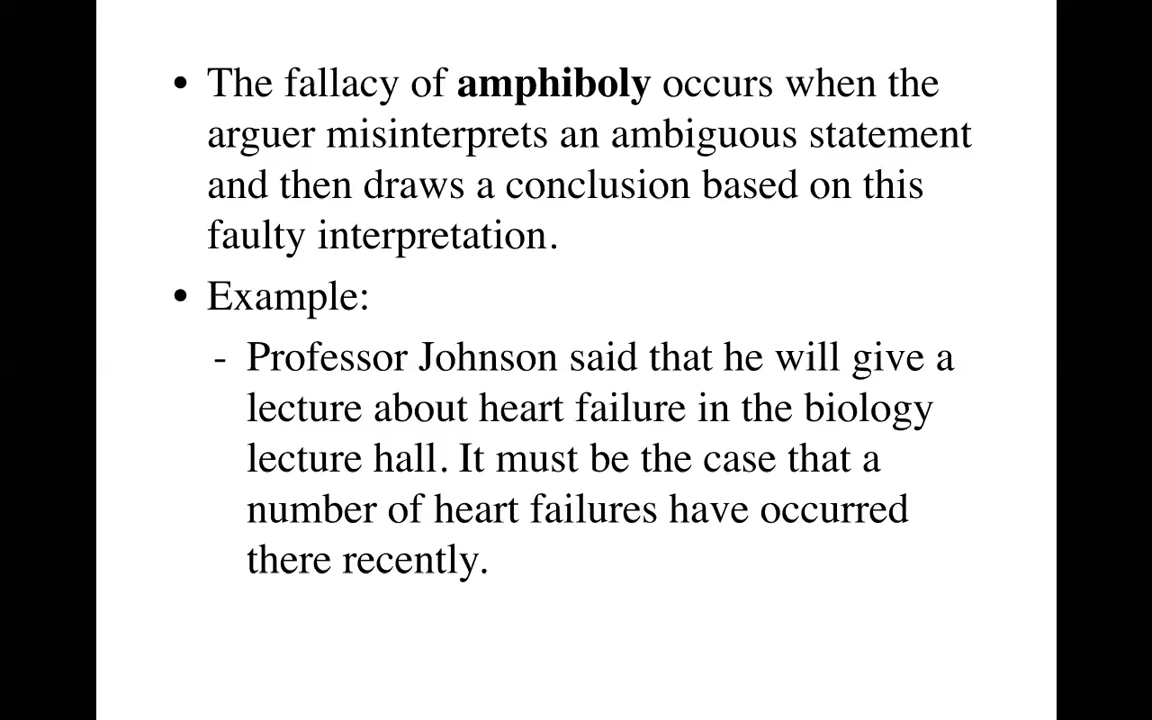 • The fallacy of amphiboly occurs when the
arguer misinterprets an ambiguous statement
and then draws a conclusion based on this
faulty interpretation.
• Example:
- Professor Johnson said that he will give a
lecture about heart failure in the biology
lecture hall. It must be the case that a
number of heart failures have occurred
there recently.